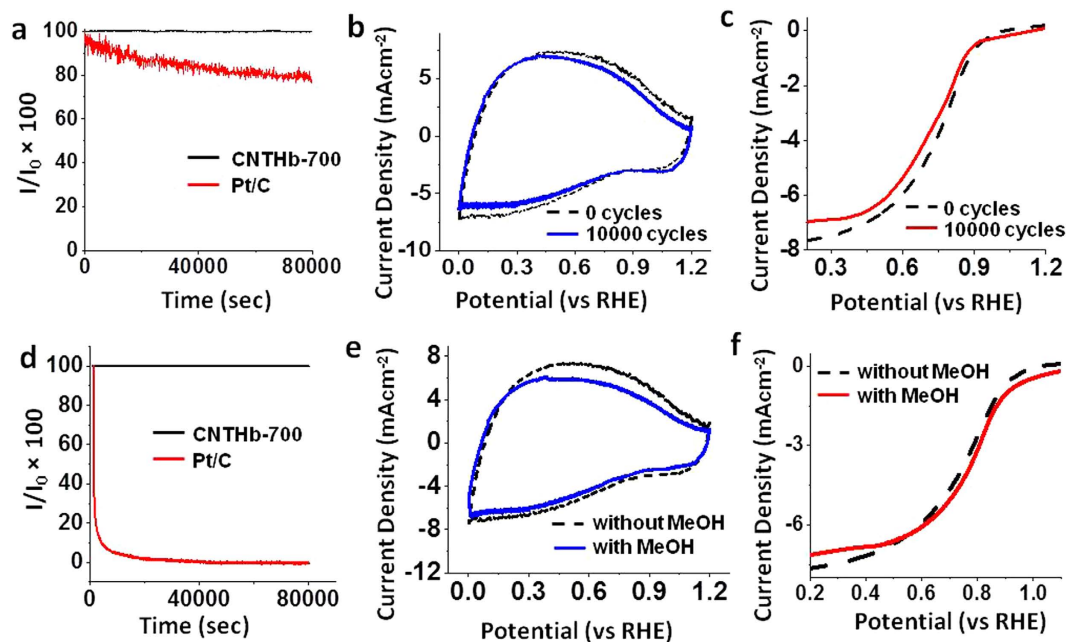 a
I/I₀ × 100
100
80
60
40
20
0
CNTHb-700
Pt/C
0 40000 80000
Time (sec)
b
Current Density (mAcm⁻²)
5
0
-5
-10
0 cycles
10000 cycles
0.0 0.3 0.6 0.9 1.2
Potential (vs RHE)
c
Current Density (mAcm⁻²)
0
-2
-4
-6
-8
0 cycles
10000 cycles
0.3 0.6 0.9 1.2
Potential (vs RHE)
d
I/I₀ × 100
100
80
60
40
20
0
CNTHb-700
Pt/C
0 40000 80000
Time (sec)
e
Current Density (mAcm⁻²)
8
4
0
-4
-8
-12
without MeOH
with MeOH
0.0 0.3 0.6 0.9 1.2
Potential (vs RHE)
f
Current Density (mAcm⁻²)
0
-3
-6
without MeOH
with MeOH
0.2 0.4 0.6 0.8 1.0
Potential (vs RHE)